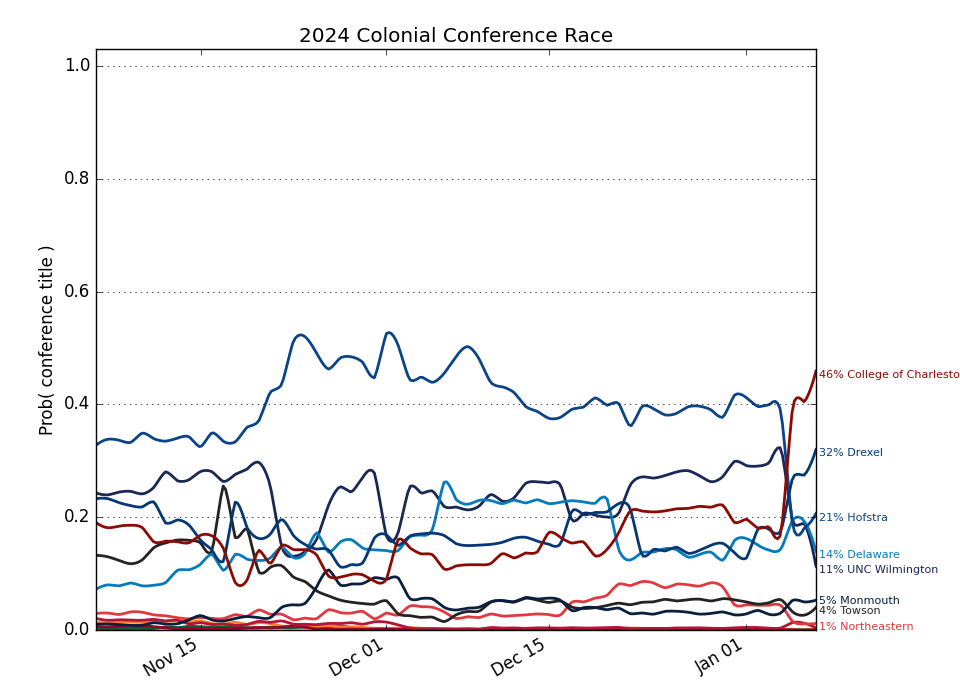 2024 Colonial Conference Race
Prob( conference title )
1.0
0.8
0.6
0.4
0.2
0.0
Nov 15
Dec 01
Dec 15
Jan 01
46% College of Charlesto
32% Drexel
21% Hofstra
14% Delaware
11% UNC Wilmington
5% Monmouth
4% Towson
1% Northeastern